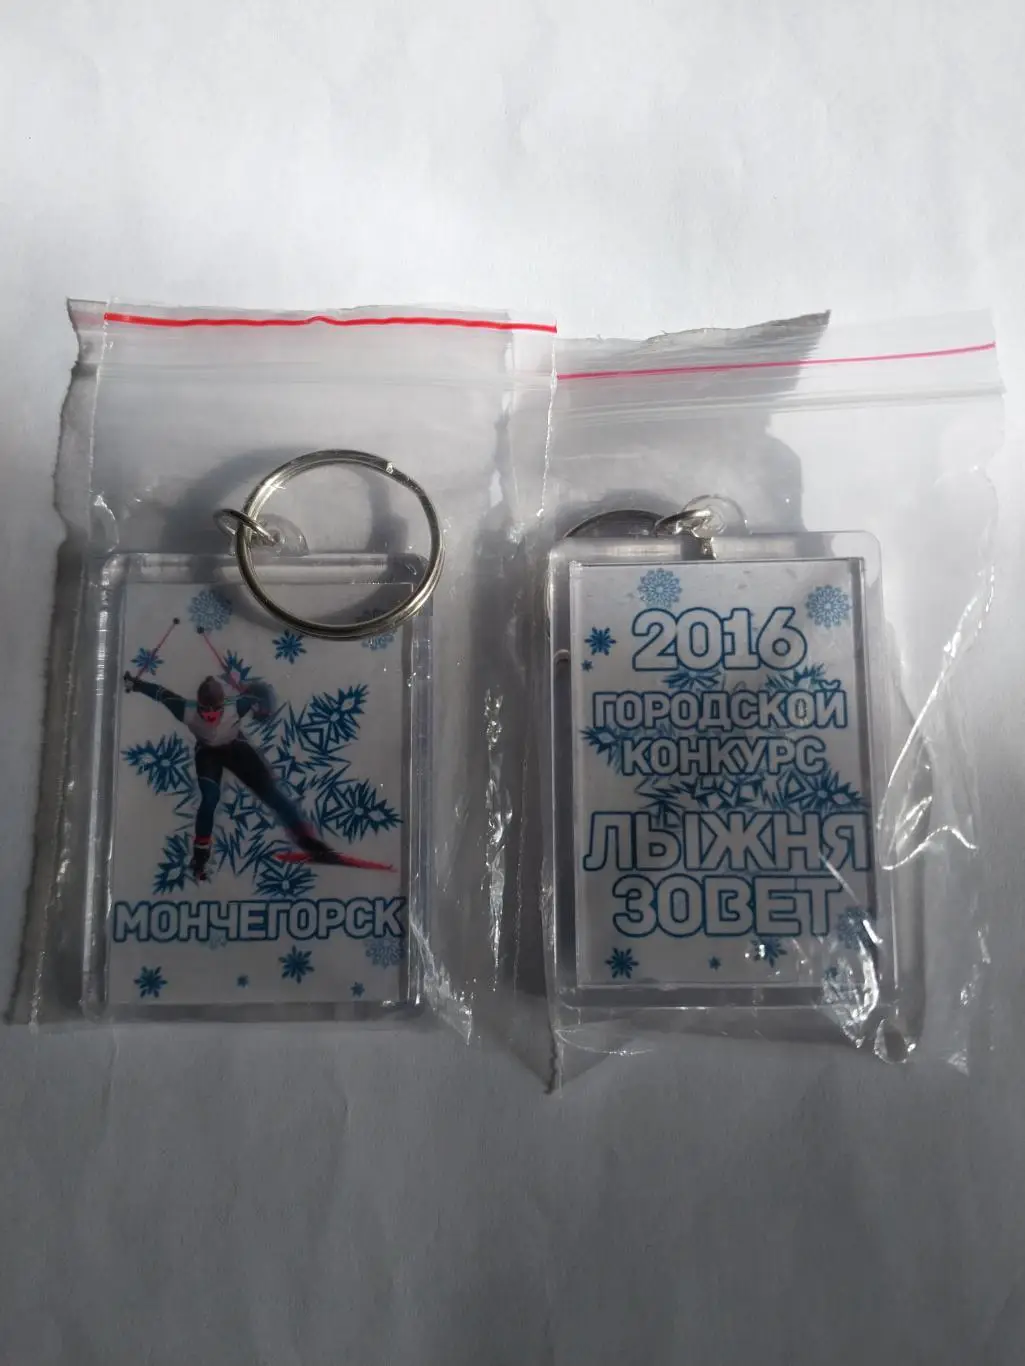 МОНЧЕГОРСК
2016
ГОРОДСКОЙ
КОНКУРС
ЛЫЖНЯ
ЗОВЕТ